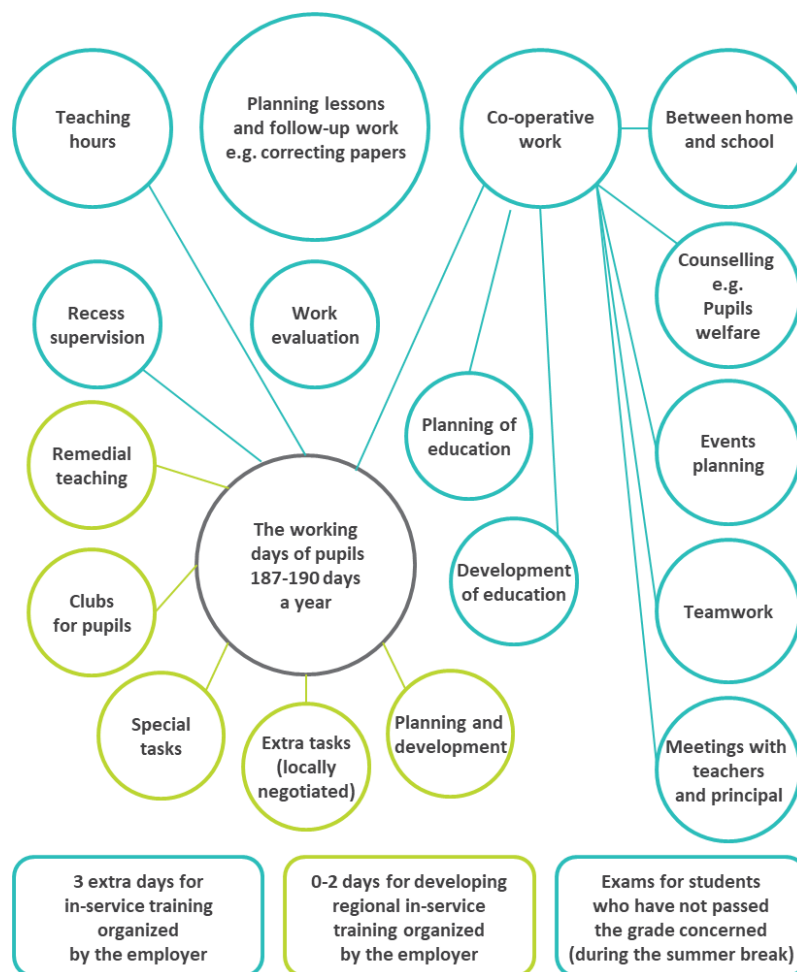 Teaching
hours
Planning lessons
and follow-up work
e.g. correcting papers
Co-operative
work
Between home
and school
Counselling
e.g.
Pupils
welfare
Recess
supervision
Work
evaluation
Planning of
education
Events
planning
Remedial
teaching
The working
days of pupils
187-190 days
a year
Development
of education
Clubs
for pupils
Teamwork
Special
tasks
Extra tasks
(locally
negotiated)
Planning and
development
Meetings with
teachers
and principal
3 extra days for
in-service training
organized
by the employer
0-2 days for developing
regional in-service
training organized
by the employer
Exams for students
who have not passed
the grade concerned
(during the summer break)